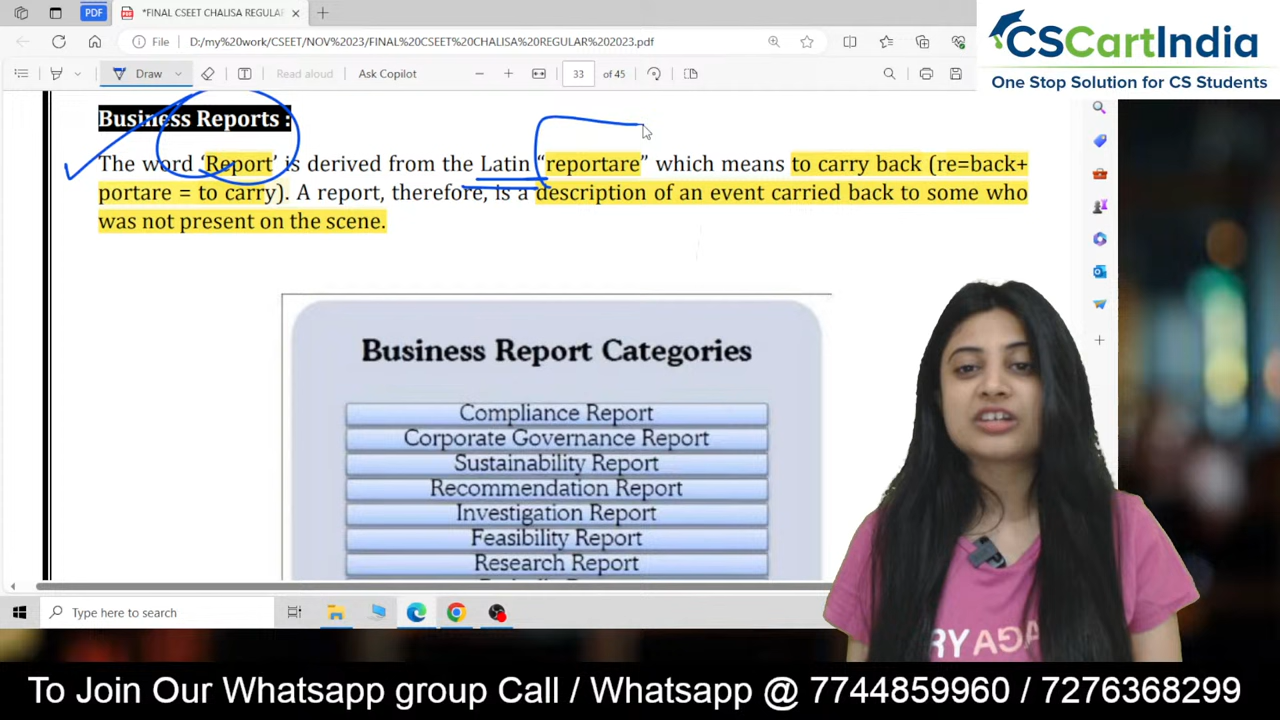 PDF
*FINAL CSEET CHALISA REGULAR
File
D:/my%20work/CSEET/NOV%2023/FINAL%20CSEET%20CHALISA%20REGULAR%202023.pdf
Draw
Read aloud
Ask Copilot
33
of 45
CSCartIndia
One Stop Solution for CS Students
Business Reports :
The word ‘Report’ is derived from the Latin “reportare” which means to carry back (re=back+
portare = to carry). A report, therefore, is a description of an event carried back to some who
was not present on the scene.
Business Report Categories
Compliance Report
Corporate Governance Report
Sustainability Report
Recommendation Report
Investigation Report
Feasibility Report
Research Report
Type here to search
To Join Our Whatsapp group Call / Whatsapp @ 7744859960 / 7276368299